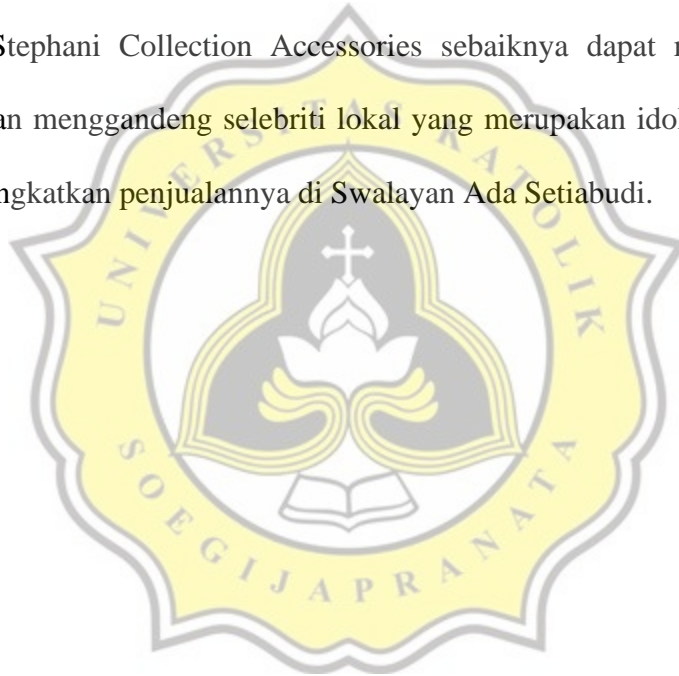 Stephani Collection Accessories sebaiknya dapat
an menggandeng selebriti lokal yang merupakan idol
ngkatkan penjualannya di Swalayan Ada Setiabudi.
UNIVERSITAS KATOLIK
SOEGIJAPRANATA